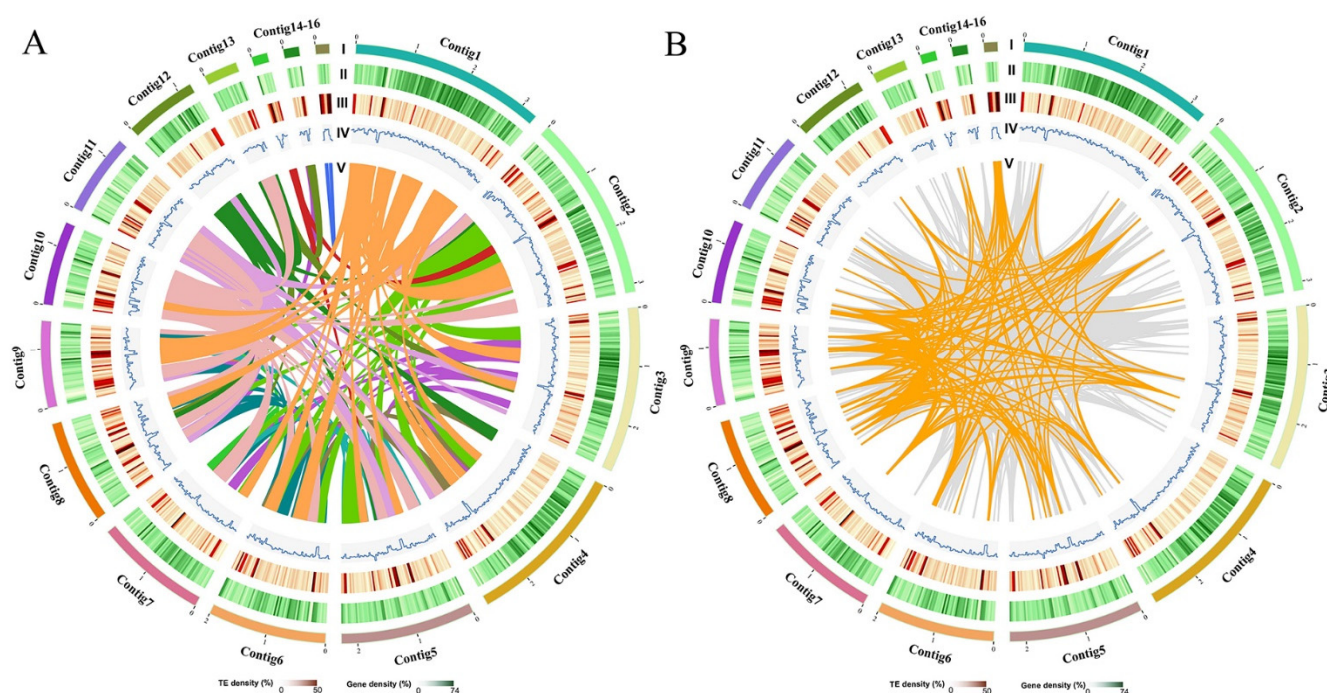 A
Contig14-16
Contig13
Contig12
Contig11
Contig10
Contig9
Contig8
Contig7
Contig6
Contig5
Contig4
Contig3
Contig2
Contig1
I
II
III
IV
V
TE density (%)
0 50
Gene density (%)
0 74
B
Contig14-16
Contig13
Contig12
Contig11
Contig10
Contig9
Contig8
Contig7
Contig6
Contig5
Contig4
Contig2
Contig1
I
II
III
IV
V
TE density (%)
0 50
Gene density (%)
0 74